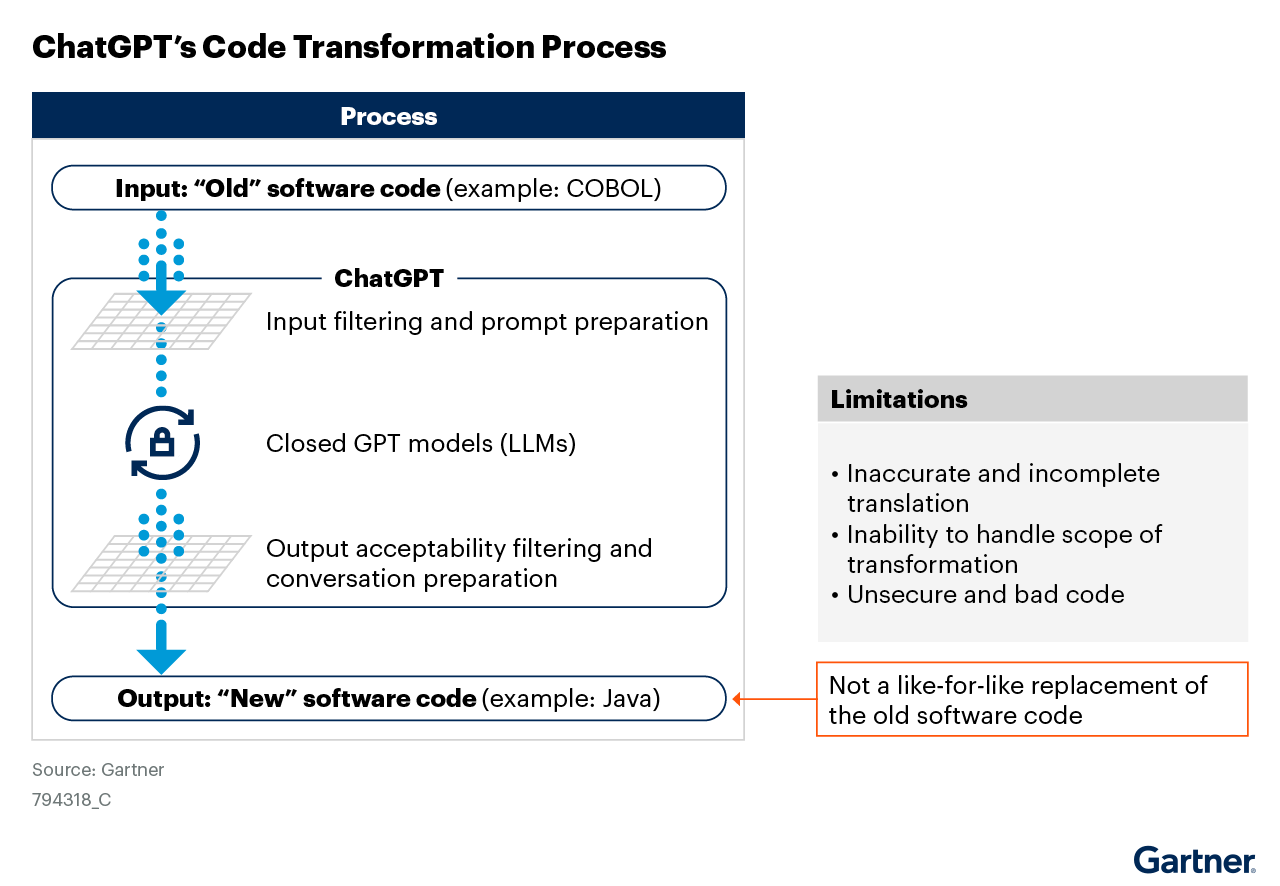 ChatGPT’s Code Transformation Process
Process
Input: “Old” software code (example: COBOL)
ChatGPT
Input filtering and prompt preparation
Closed GPT models (LLMs)
Output acceptability filtering and
conversation preparation
Output: “New” software code (example: Java)
Limitations
• Inaccurate and incomplete
translation
• Inability to handle scope of
transformation
• Unsecure and bad code
Not a like-for-like replacement of
the old software code
Source: Gartner
794318_C
Gartner®